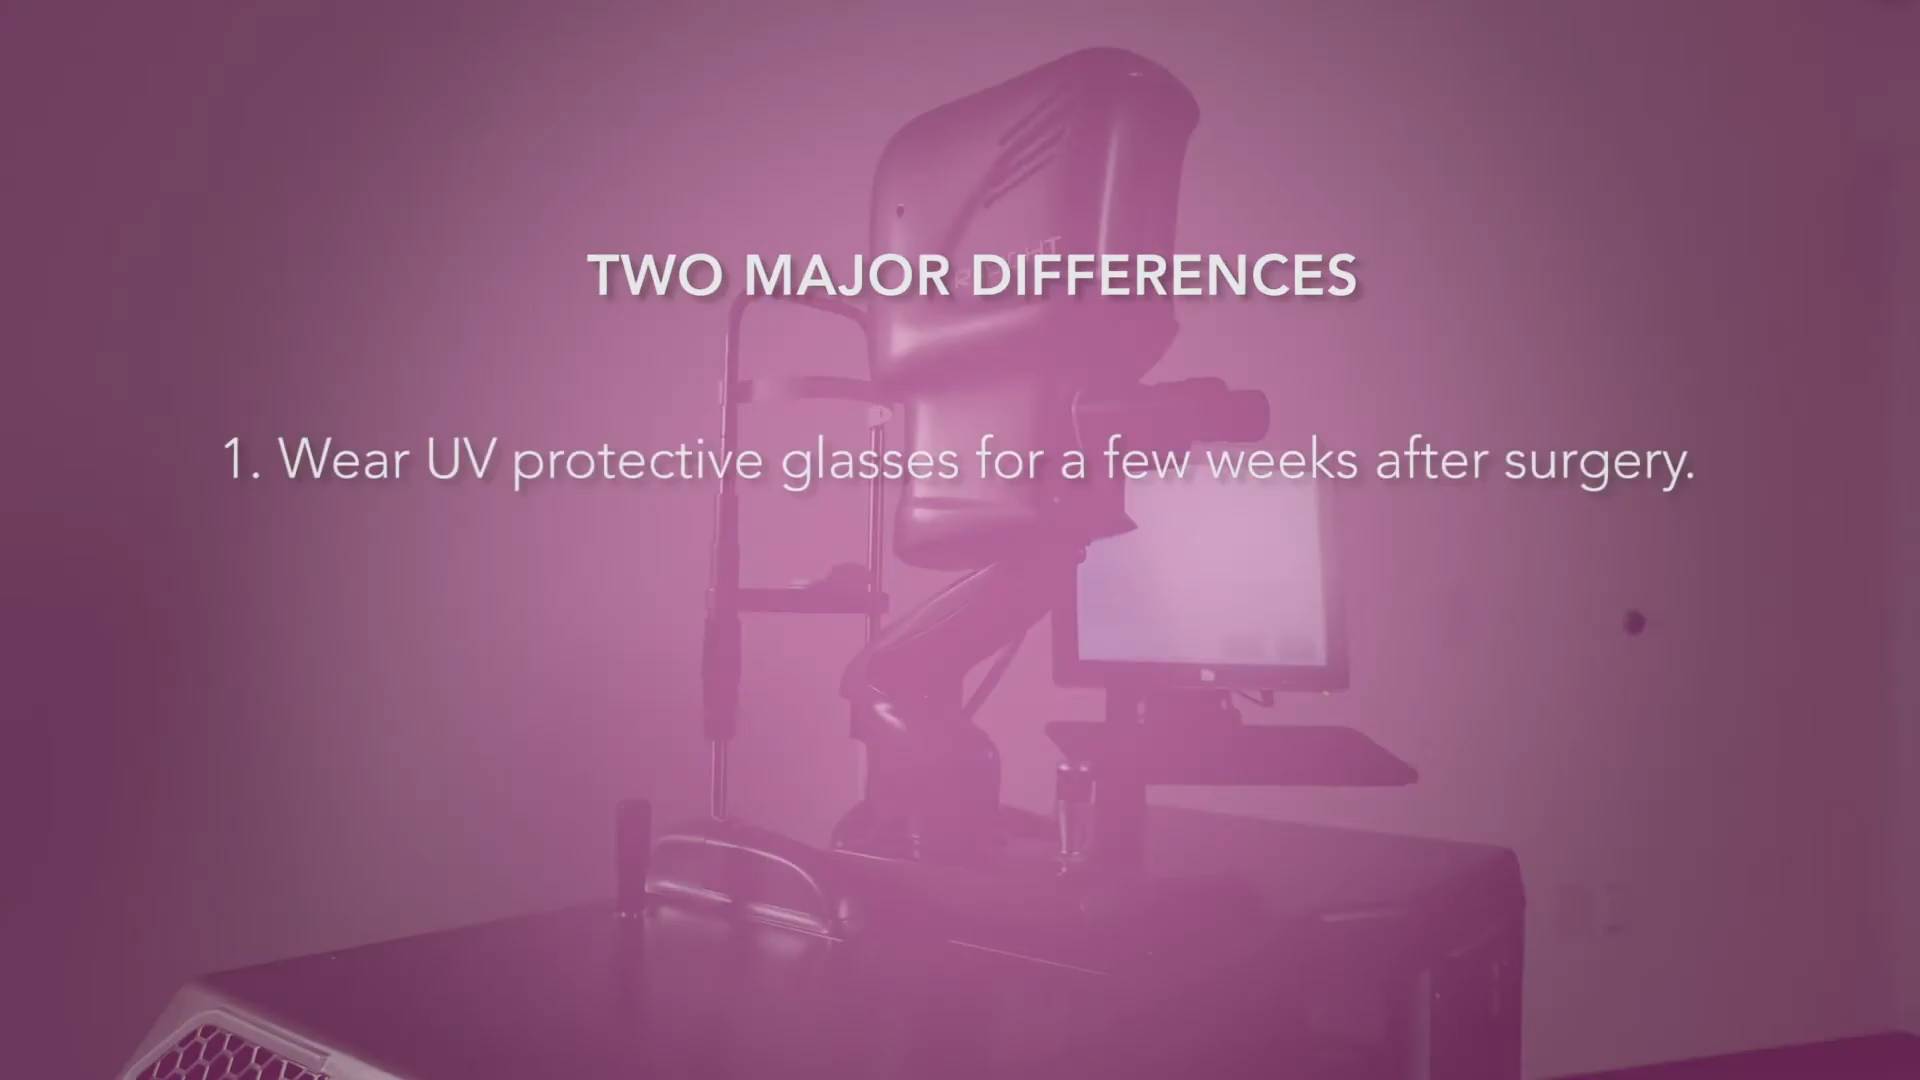 TWO MAJOR DIFFERENCES
1. Wear UV protective glasses for a few weeks after surgery.